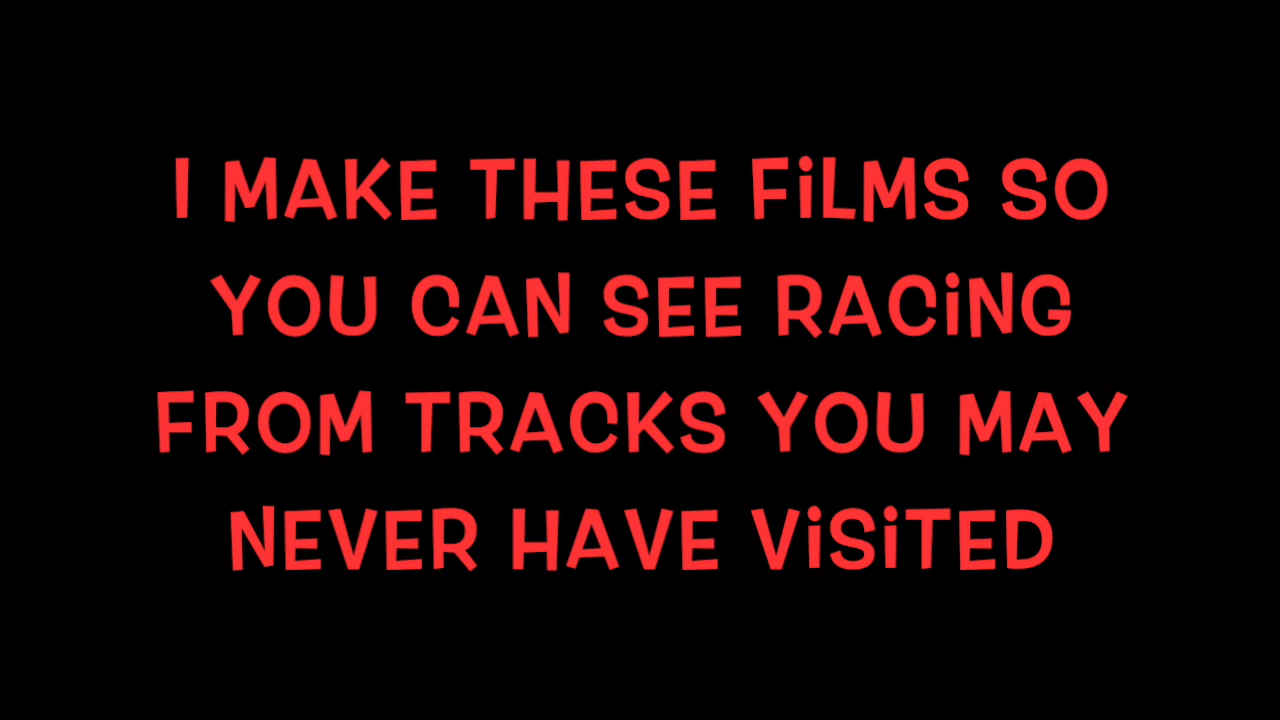 I MAKE THESE FiLMS SO
YOU CAN SEE RACiNG
FROM TRACKS YOU MAY
NEVER HAVE ViSiTED